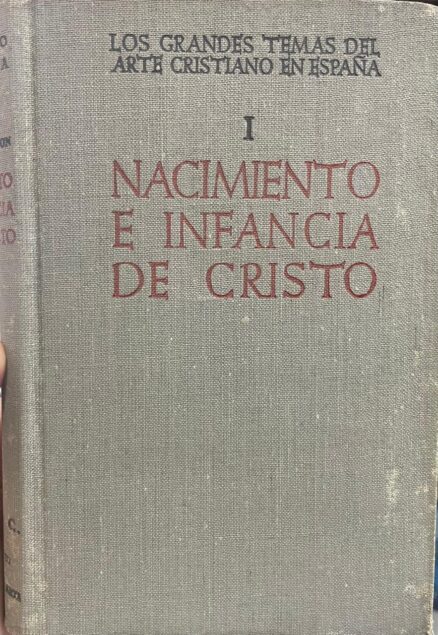 LOS GRANDES TEMAS DEL
ARTE CRISTIANO EN ESPAÑA
I
NACIMIENTO
E INFANCIA
DE CRISTO